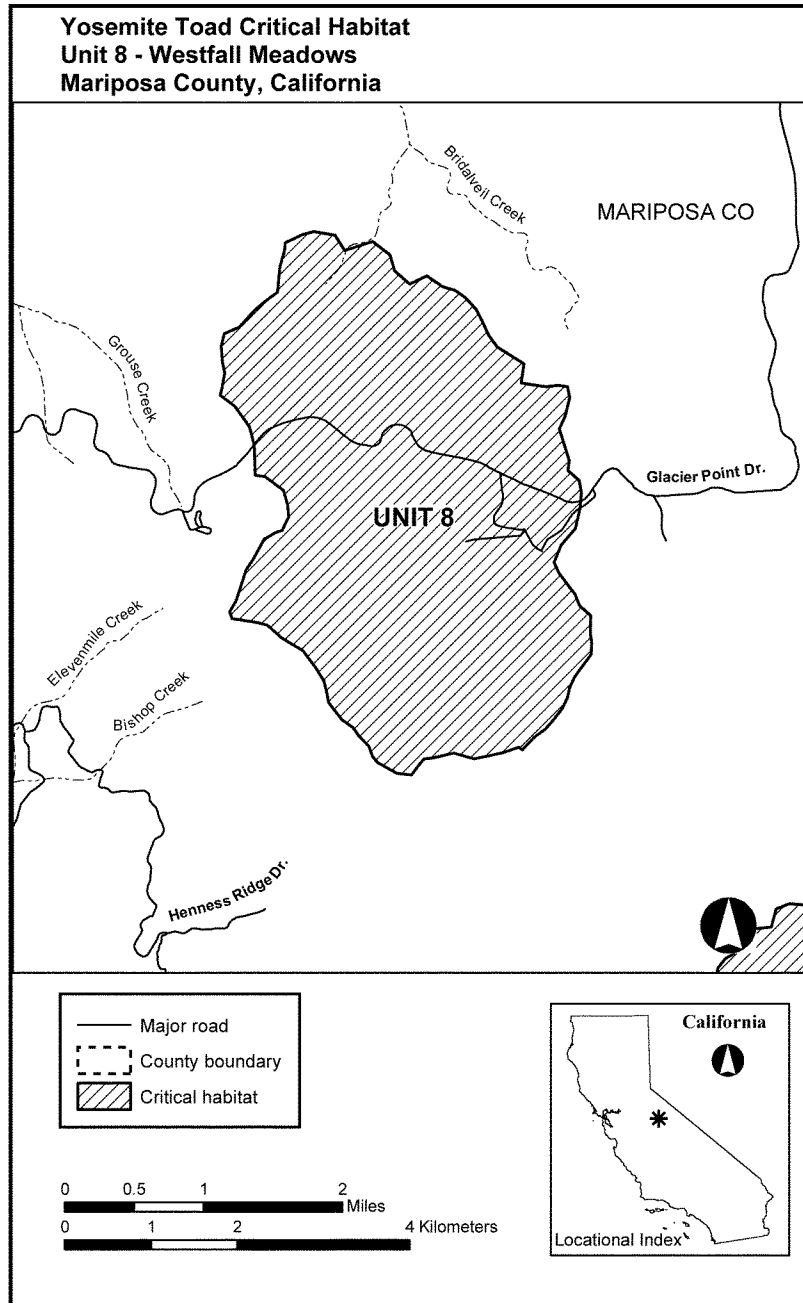 Yosemite Toad Critical Habitat
Unit 8 - Westfall Meadows
Mariposa County, California
Bridalveil Creek
MARIPOSA CO
Grouse Creek
Glacier Point Dr.
UNIT 8
Elevenmile Creek
Bishop Creek
Henness Ridge Dr.
Major road
County boundary
Critical habitat
California
Locational Index
0 0.5 1 2 Miles
0 1 2 4 Kilometers